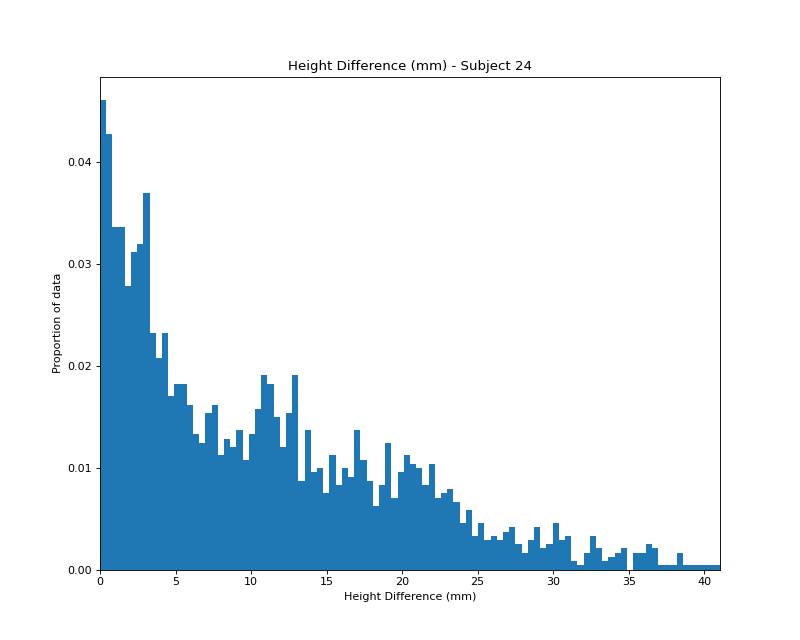 Height Difference (mm) - Subject 24
Proportion of data
0.04
0.03
0.02
0.01
0.00
0 5 10 15 20 25 30 35 40
Height Difference (mm)